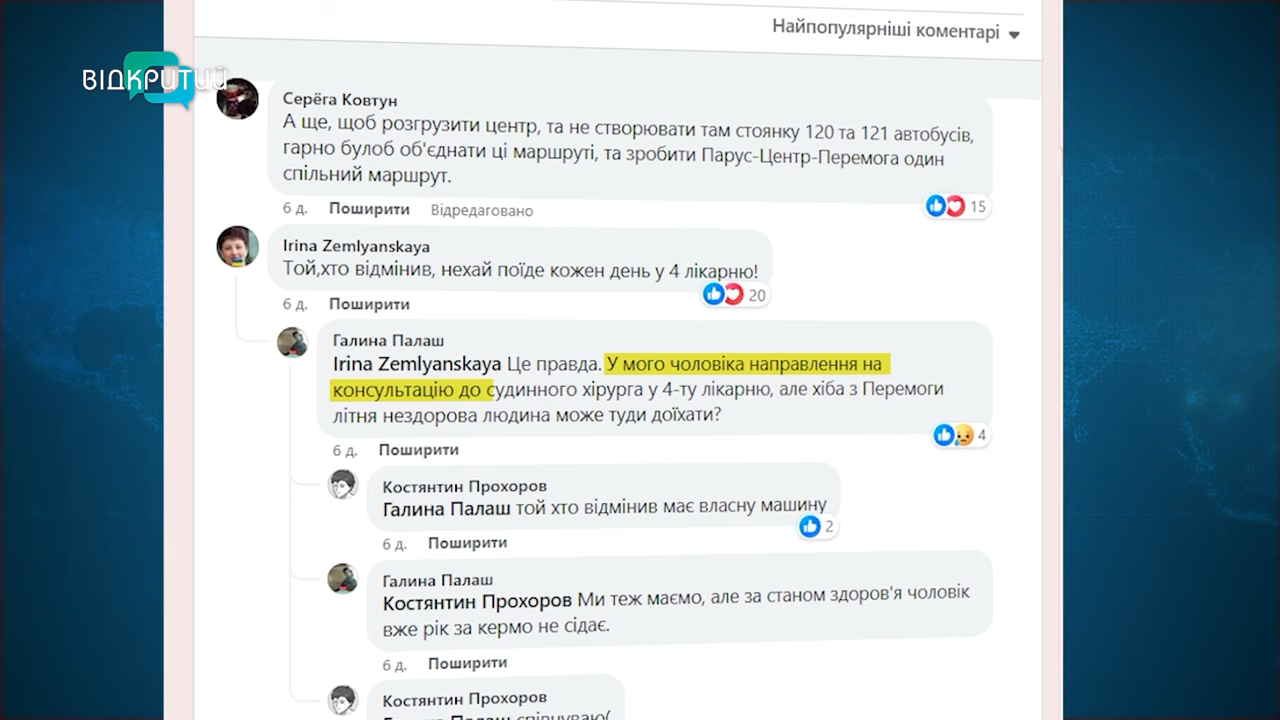 Найпопулярніші коментарі
ВІДКРИТИЙ
Серёга Ковтун
А ще, щоб розгрузити центр, та не створювати там стоянку 120 та 121 автобусів,
гарно булоб об'єднати ці маршруті, та зробити Парус-Центр-Перемога один
спільний маршрут.
6 д. Поширити Відредаговано
15
Irina Zemlyanskaya
Той,хто відмінив, нехай поїде кожен день у 4 лікарню!
20
6 д. Поширити
Галина Палаш
Irina Zemlyanskaya Це правда. У мого чоловіка направлення на
консультацію до судинного хірурга у 4-ту лікарню, але хіба з Перемоги
літня нездорова людина може туди доїхати?
4
6 д. Поширити
Костянтин Прохоров
Галина Палаш той хто відмінив має власну машину
2
6 д. Поширити
Галина Палаш
Костянтин Прохоров Ми теж маємо, але за станом здоров'я чоловік
вже рік за кермо не сідає.
6 д. Поширити
Костянтин Прохоров
Галина Палаш співчуваю(